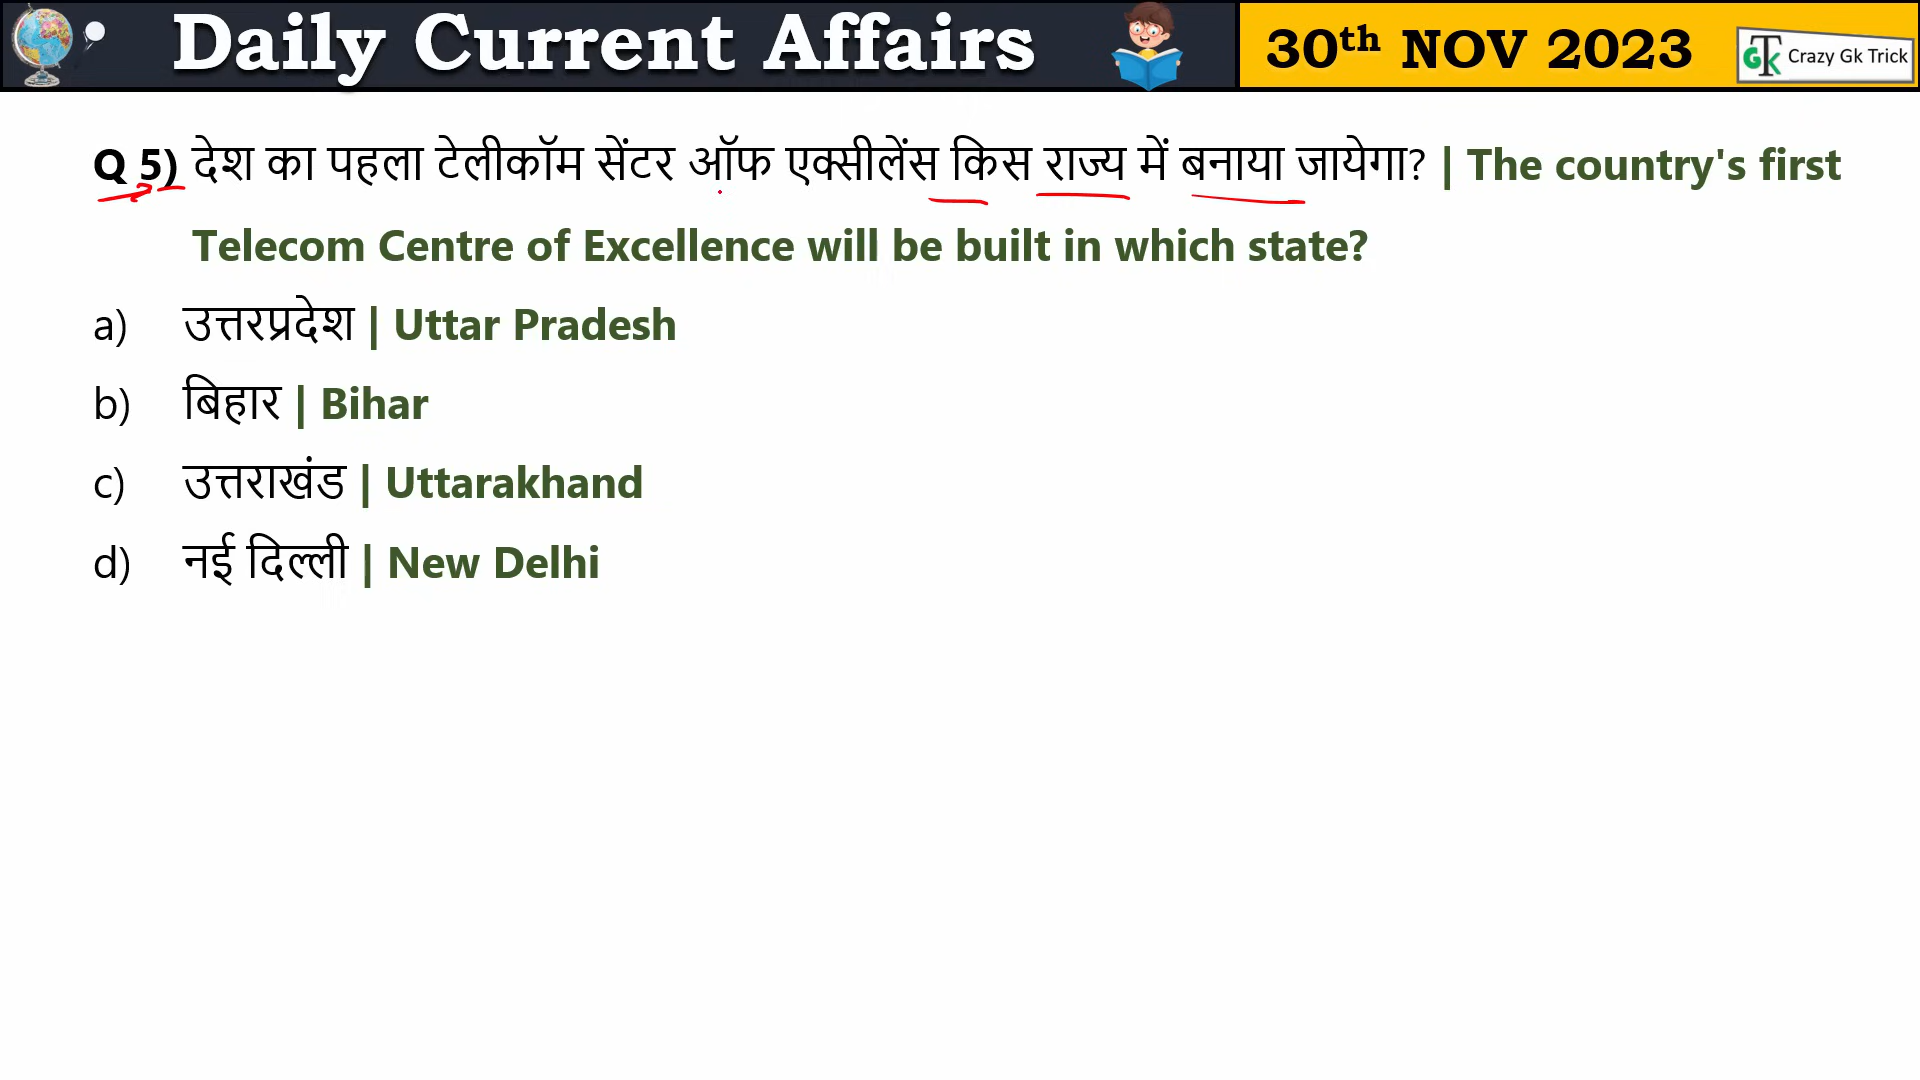 Daily Current Affairs
30th NOV 2023
GTK Crazy Gk Trick
Q 5) देश का पहला टेलीकॉम सेंटर ऑफ एक्सीलेंस किस राज्य में बनाया जायेगा? | The country's first
Telecom Centre of Excellence will be built in which state?
a) उत्तरप्रदेश | Uttar Pradesh
b) बिहार | Bihar
c) उत्तराखंड | Uttarakhand
d) नई दिल्ली | New Delhi